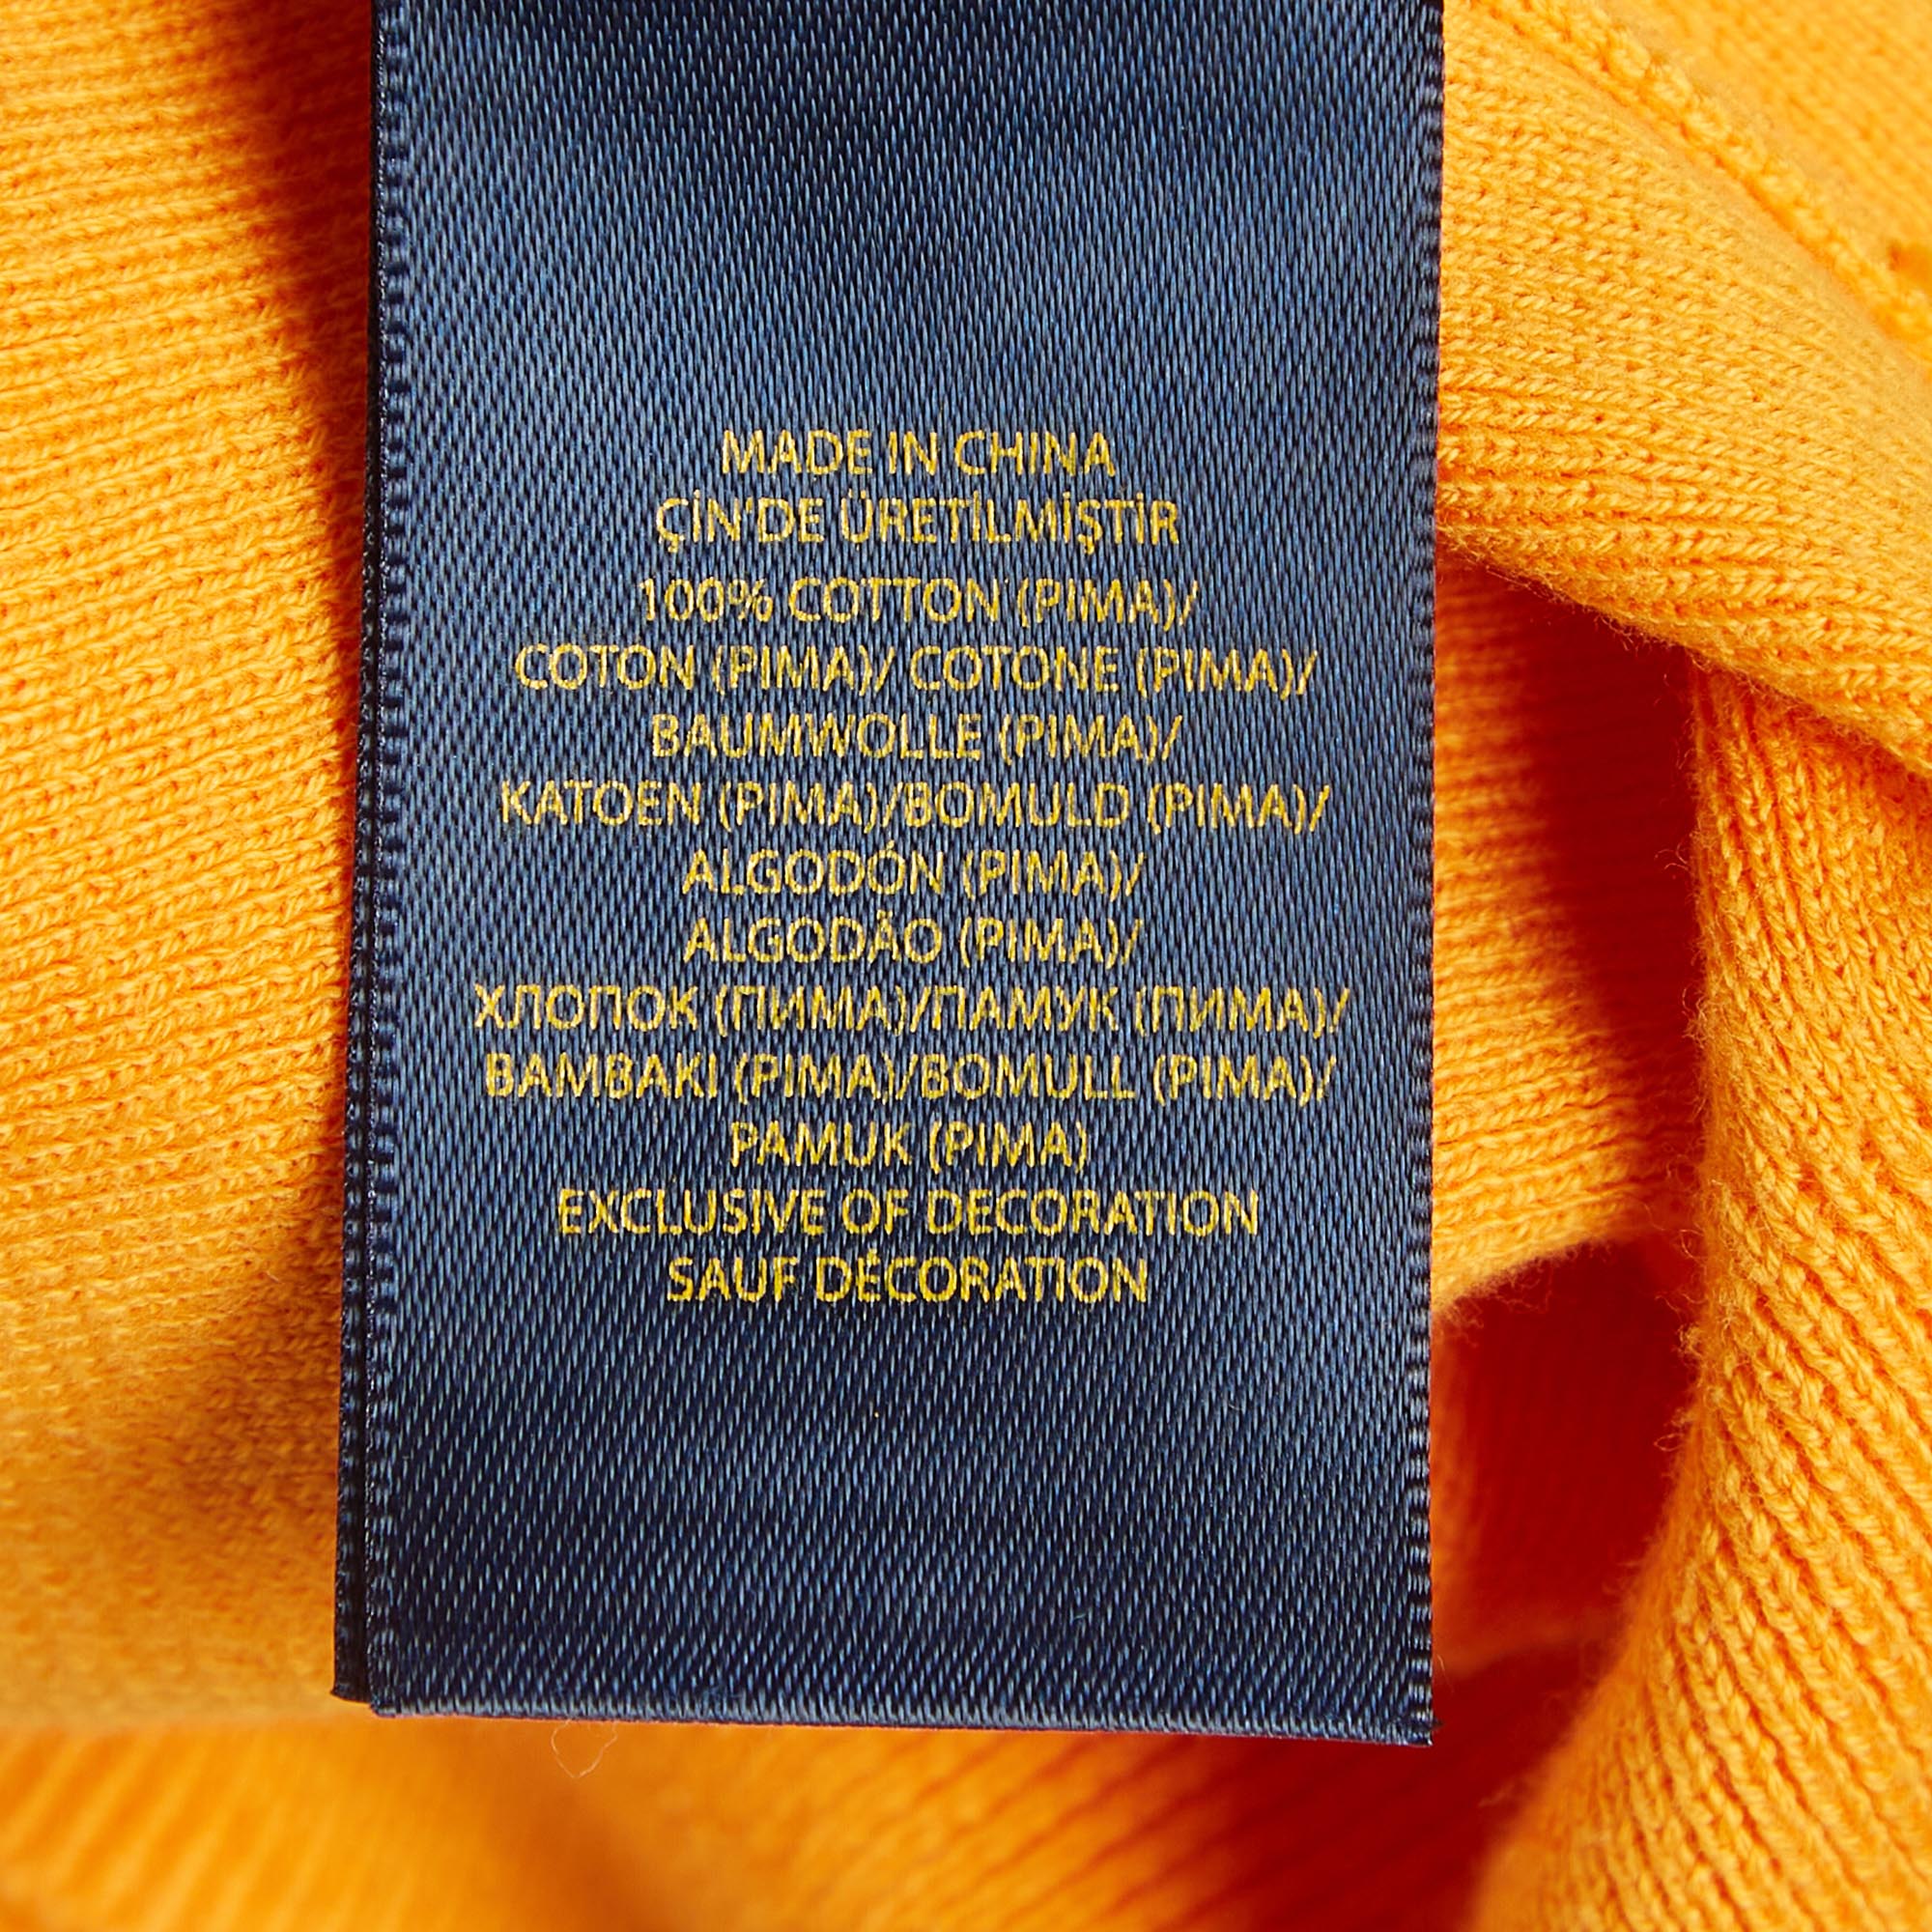 MADE IN CHINA
ÇİN'DE ÜRETİLMİŞTİR
100% COTTON (PIMA)/
COTON (PIMA)/ COTONE (PIMA)/
BAUMWOLLE (PIMA)/
KATOEN (PIMA)/BOMULD (PIMA)/
ALGODÓN (PIMA)/
ALGODÃO (PIMA)/
ХЛОПОК (ПИМА)/ПАМУК (ПИМА)/
BAMBAKI (PIMA)/BOMULL (PIMA)/
PAMUK (PIMA)
EXCLUSIVE OF DECORATION
SAUF DÉCORATION